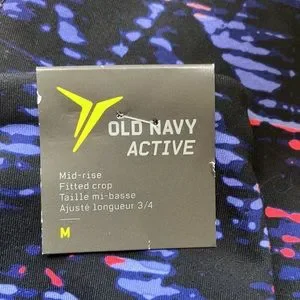 OLD NAVY
ACTIVE
Mid-rise
Fitted crop
Taille mi-basse
Ajusté longueur 3/4
M